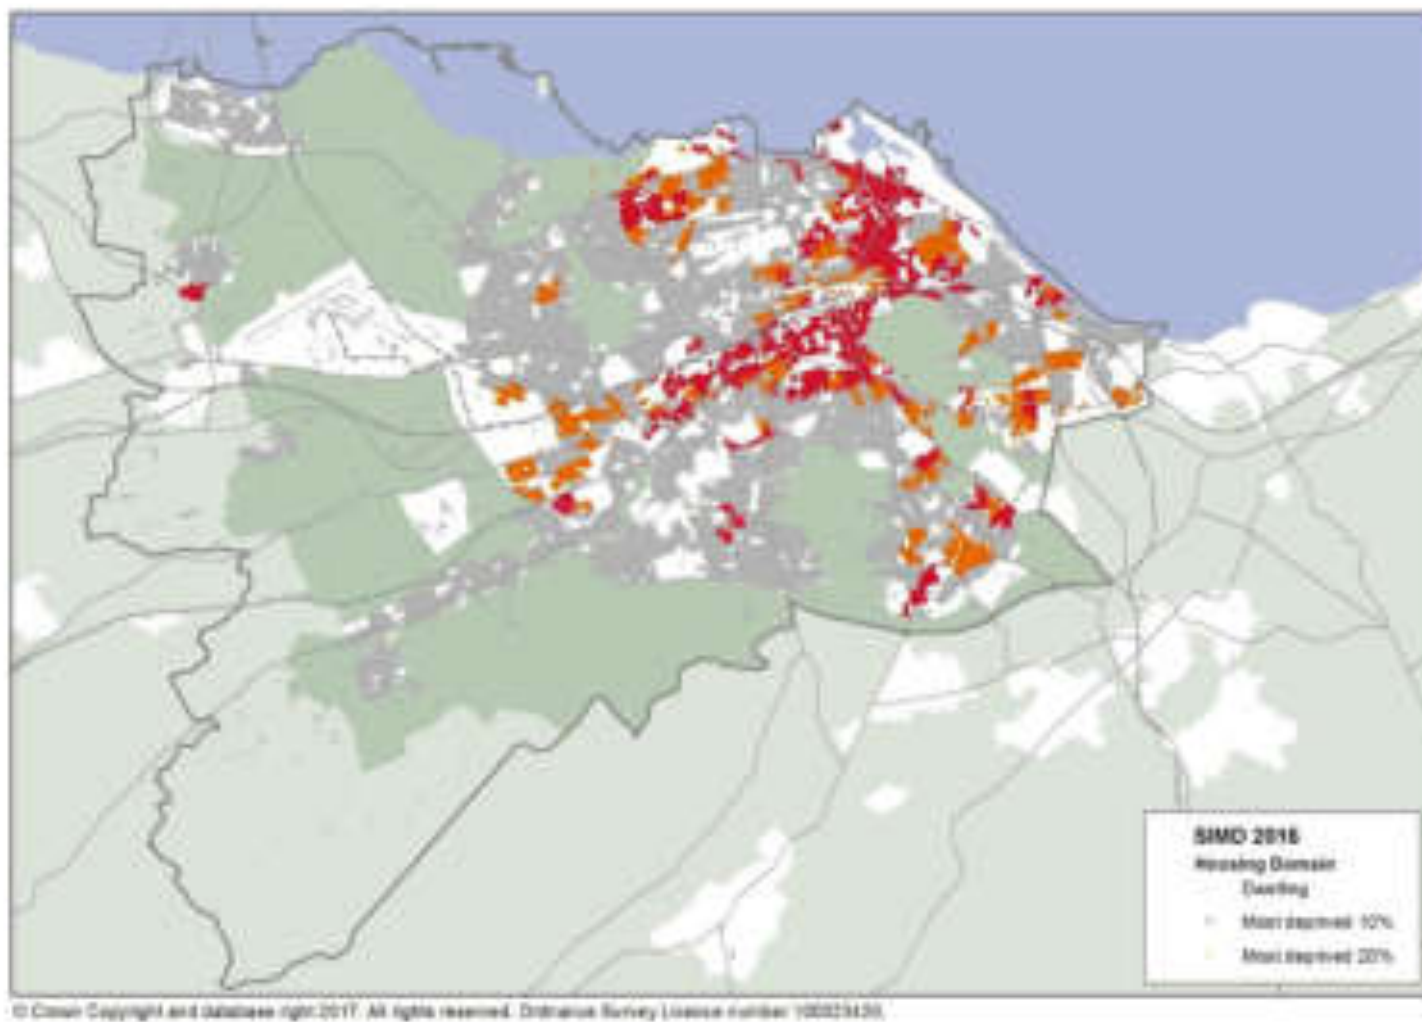 SIMD 2016
Housing Domain
Dwelling
Most deprived 10%
Most deprived 20%
© Crown Copyright and database right 2017. All rights reserved. Ordnance Survey Licence number